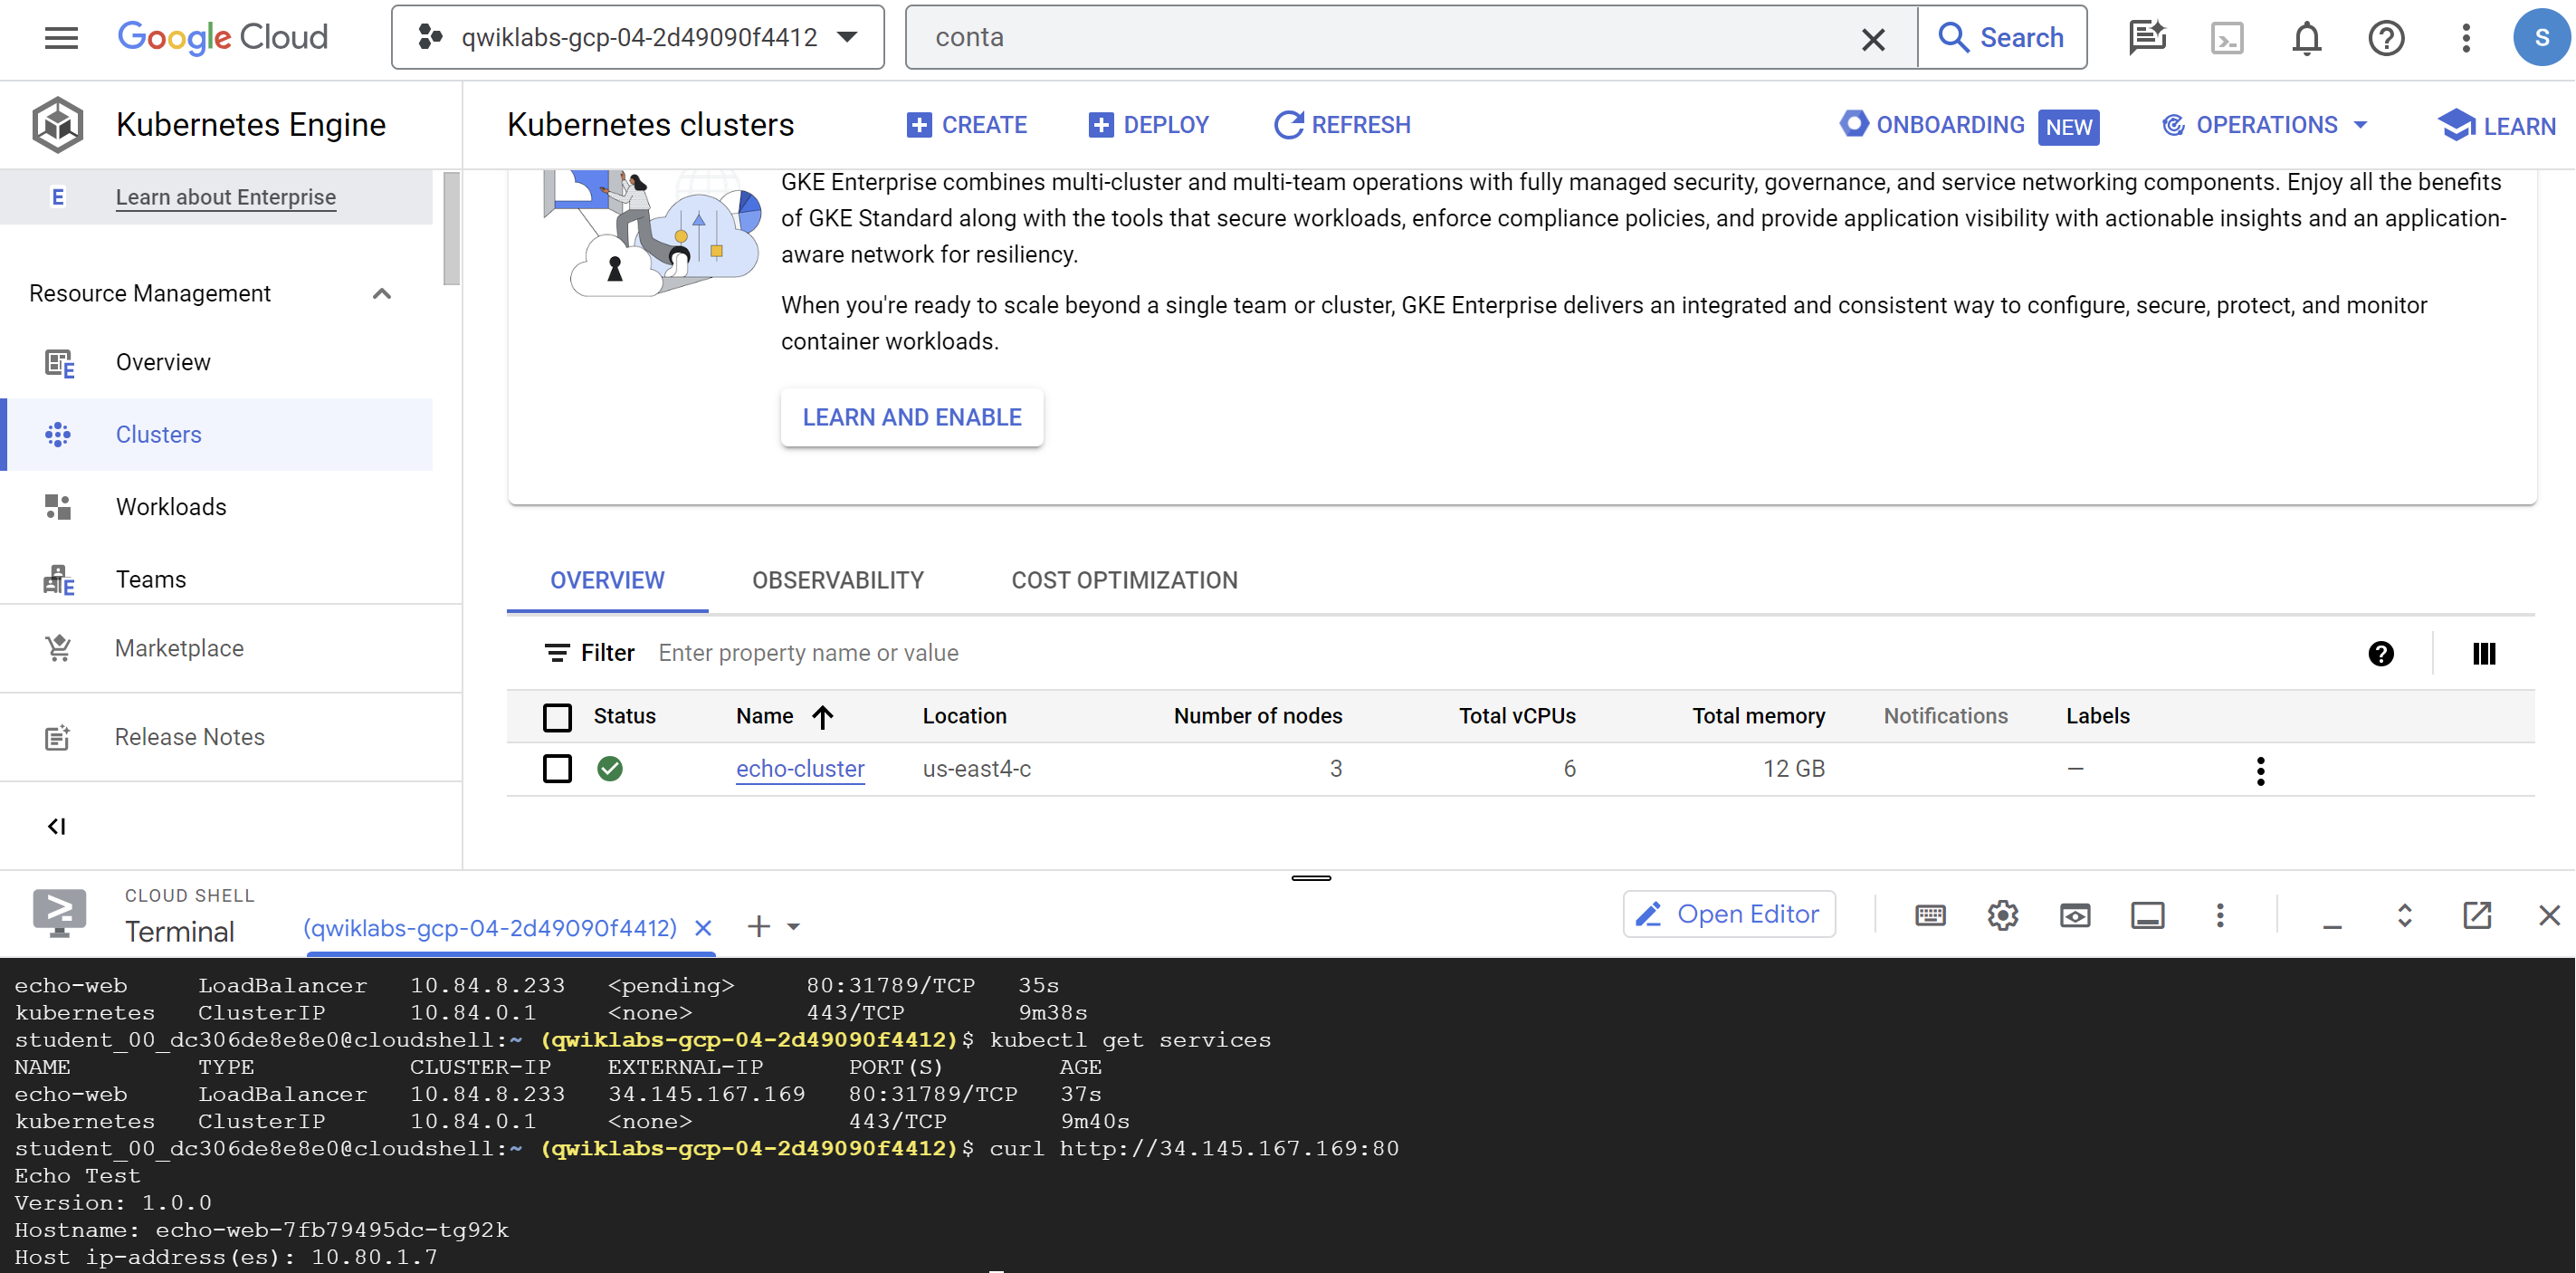 Google Cloud
qwiklabs-gcp-04-2d49090f4412
conta
Search
S
Kubernetes Engine
Kubernetes clusters
CREATE
DEPLOY
REFRESH
ONBOARDING NEW
OPERATIONS
LEARN
E Learn about Enterprise
Resource Management
E Overview
Clusters
Workloads
E Teams
Marketplace
Release Notes
GKE Enterprise combines multi-cluster and multi-team operations with fully managed security, governance, and service networking components. Enjoy all the benefits
of GKE Standard along with the tools that secure workloads, enforce compliance policies, and provide application visibility with actionable insights and an application-
aware network for resiliency.
When you're ready to scale beyond a single team or cluster, GKE Enterprise delivers an integrated and consistent way to configure, secure, protect, and monitor
container workloads.
LEARN AND ENABLE
OVERVIEW OBSERVABILITY COST OPTIMIZATION
Filter Enter property name or value
Status Name Location Number of nodes Total vCPUs Total memory Notifications Labels
echo-cluster us-east4-c 3 6 12 GB —
CLOUD SHELL
Terminal
(qwiklabs-gcp-04-2d49090f4412)
Open Editor
echo-web LoadBalancer 10.84.8.233 <pending> 80:31789/TCP 35s
kubernetes ClusterIP 10.84.0.1 <none> 443/TCP 9m38s
student_00_dc306de8e8e0@cloudshell:~ (qwiklabs-gcp-04-2d49090f4412)$ kubectl get services
NAME TYPE CLUSTER-IP EXTERNAL-IP PORT(S) AGE
echo-web LoadBalancer 10.84.8.233 34.145.167.169 80:31789/TCP 37s
kubernetes ClusterIP 10.84.0.1 <none> 443/TCP 9m40s
student_00_dc306de8e8e0@cloudshell:~ (qwiklabs-gcp-04-2d49090f4412)$ curl http://34.145.167.169:80
Echo Test
Version: 1.0.0
Hostname: echo-web-7fb79495dc-tg92k
Host ip-address(es): 10.80.1.7